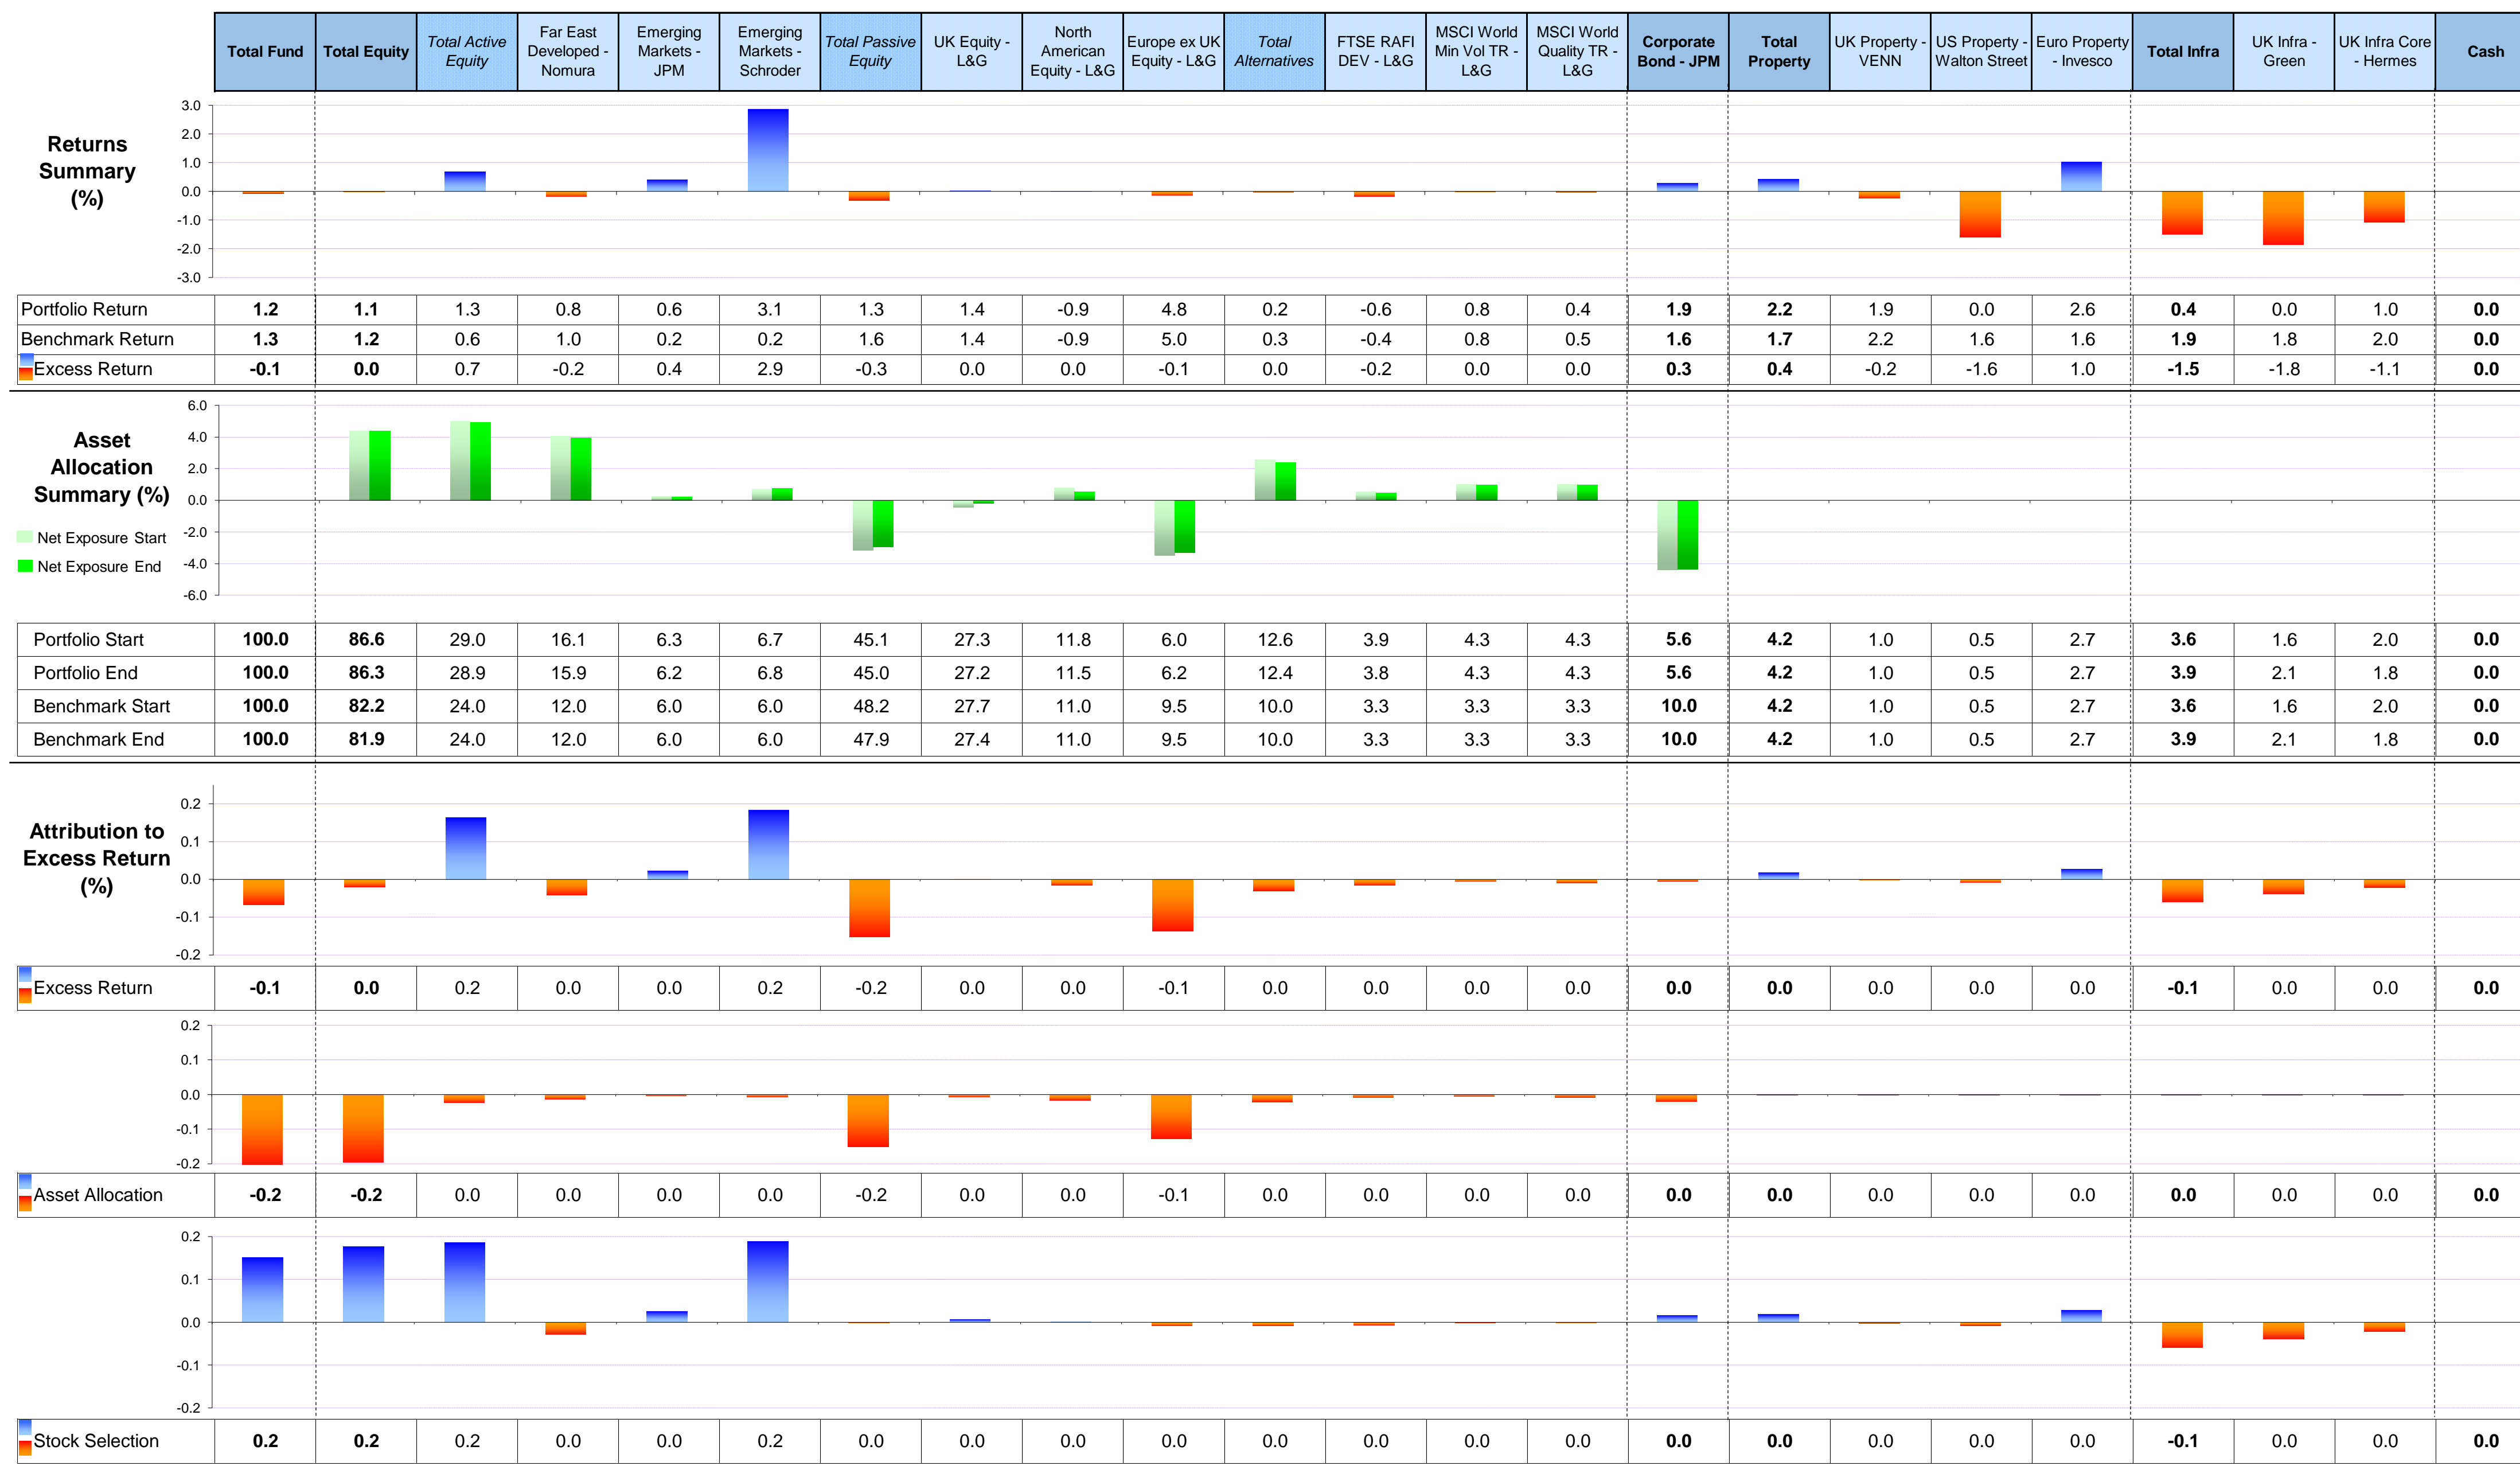 Total Fund Total Equity Total Active Equity Far East Developed - Nomura Emerging Markets - JPM Emerging Markets - Schroder Total Passive Equity UK Equity - L&G North American Equity - L&G Europe ex UK Equity - L&G Total Alternatives FTSE RAFI DEV - L&G MSCI World Min Vol TR - L&G MSCI World Quality TR - L&G Corporate Bond - JPM Total Property UK Property - VENN US Property - Walton Street Euro Property - Invesco Total Infra UK Infra - Green UK Infra Core - Hermes Cash
Returns
Summary
(%)
3.0
2.0
1.0
0.0
-1.0
-2.0
-3.0
Portfolio Return 1.2 1.1 1.3 0.8 0.6 3.1 1.3 1.4 -0.9 4.8 0.2 -0.6 0.8 0.4 1.9 2.2 1.9 0.0 2.6 0.4 0.0 1.0 0.0
Benchmark Return 1.3 1.2 0.6 1.0 0.2 0.2 1.6 1.4 -0.9 5.0 0.3 -0.4 0.8 0.5 1.6 1.7 2.2 1.6 1.6 1.9 1.8 2.0 0.0
Excess Return -0.1 0.0 0.7 -0.2 0.4 2.9 -0.3 0.0 0.0 -0.1 0.0 -0.2 0.0 0.0 0.3 0.4 -0.2 -1.6 1.0 -1.5 -1.8 -1.1 0.0
Asset
Allocation
Summary (%)
Net Exposure Start
Net Exposure End
6.0
4.0
2.0
0.0
-2.0
-4.0
-6.0
Portfolio Start 100.0 86.6 29.0 16.1 6.3 6.7 45.1 27.3 11.8 6.0 12.6 3.9 4.3 4.3 5.6 4.2 1.0 0.5 2.7 3.6 1.6 2.0 0.0
Portfolio End 100.0 86.3 28.9 15.9 6.2 6.8 45.0 27.2 11.5 6.2 12.4 3.8 4.3 4.3 5.6 4.2 1.0 0.5 2.7 3.9 2.1 1.8 0.0
Benchmark Start 100.0 82.2 24.0 12.0 6.0 6.0 48.2 27.7 11.0 9.5 10.0 3.3 3.3 3.3 10.0 4.2 1.0 0.5 2.7 3.6 1.6 2.0 0.0
Benchmark End 100.0 81.9 24.0 12.0 6.0 6.0 47.9 27.4 11.0 9.5 10.0 3.3 3.3 3.3 10.0 4.2 1.0 0.5 2.7 3.9 2.1 1.8 0.0
Attribution to
Excess Return
(%)
0.2
0.1
0.0
-0.1
-0.2
Excess Return -0.1 0.0 0.2 0.0 0.0 0.2 -0.2 0.0 0.0 -0.1 0.0 0.0 0.0 0.0 0.0 0.0 0.0 0.0 0.0 -0.1 0.0 0.0 0.0
0.2
0.1
0.0
-0.1
-0.2
Asset Allocation -0.2 -0.2 0.0 0.0 0.0 0.0 -0.2 0.0 0.0 -0.1 0.0 0.0 0.0 0.0 0.0 0.0 0.0 0.0 0.0 0.0 0.0 0.0 0.0
0.2
0.1
0.0
-0.1
-0.2
Stock Selection 0.2 0.2 0.2 0.0 0.0 0.2 0.0 0.0 0.0 0.0 0.0 0.0 0.0 0.0 0.0 0.0 0.0 0.0 0.0 -0.1 0.0 0.0 0.0